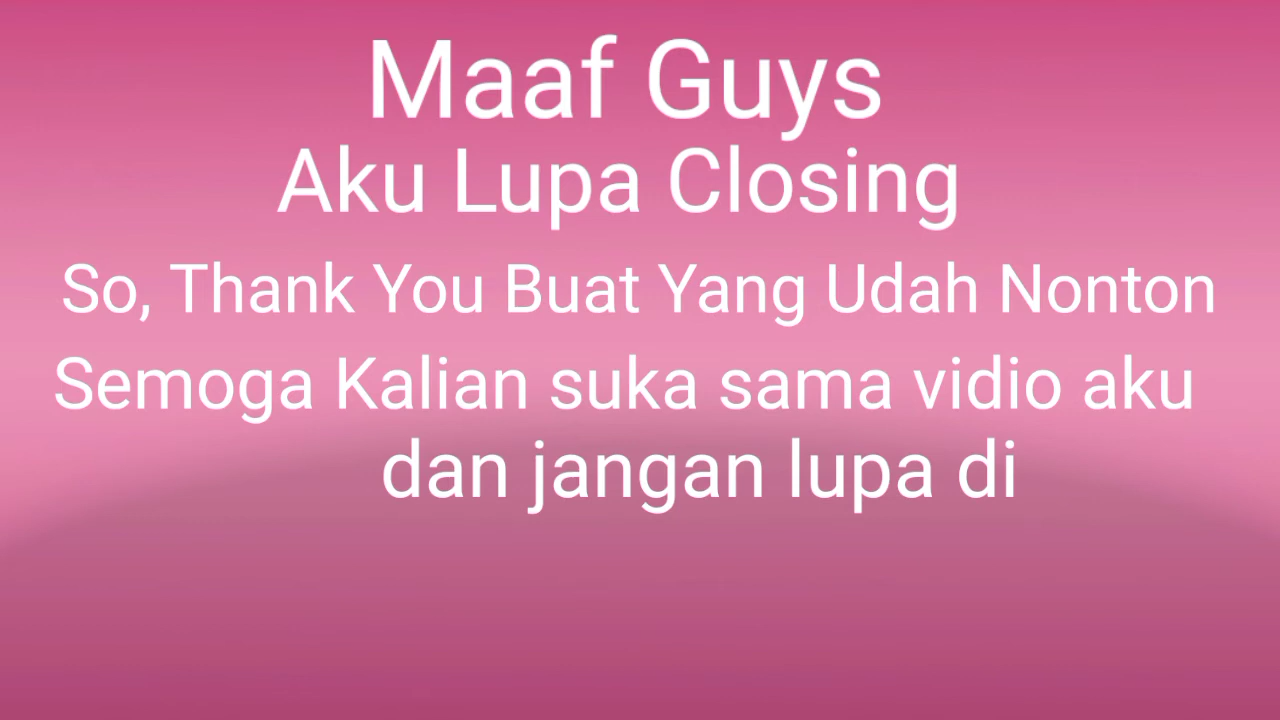 Maaf Guys
Aku Lupa Closing
So, Thank You Buat Yang Udah Nonton
Semoga Kalian suka sama vidio aku
dan jangan lupa di